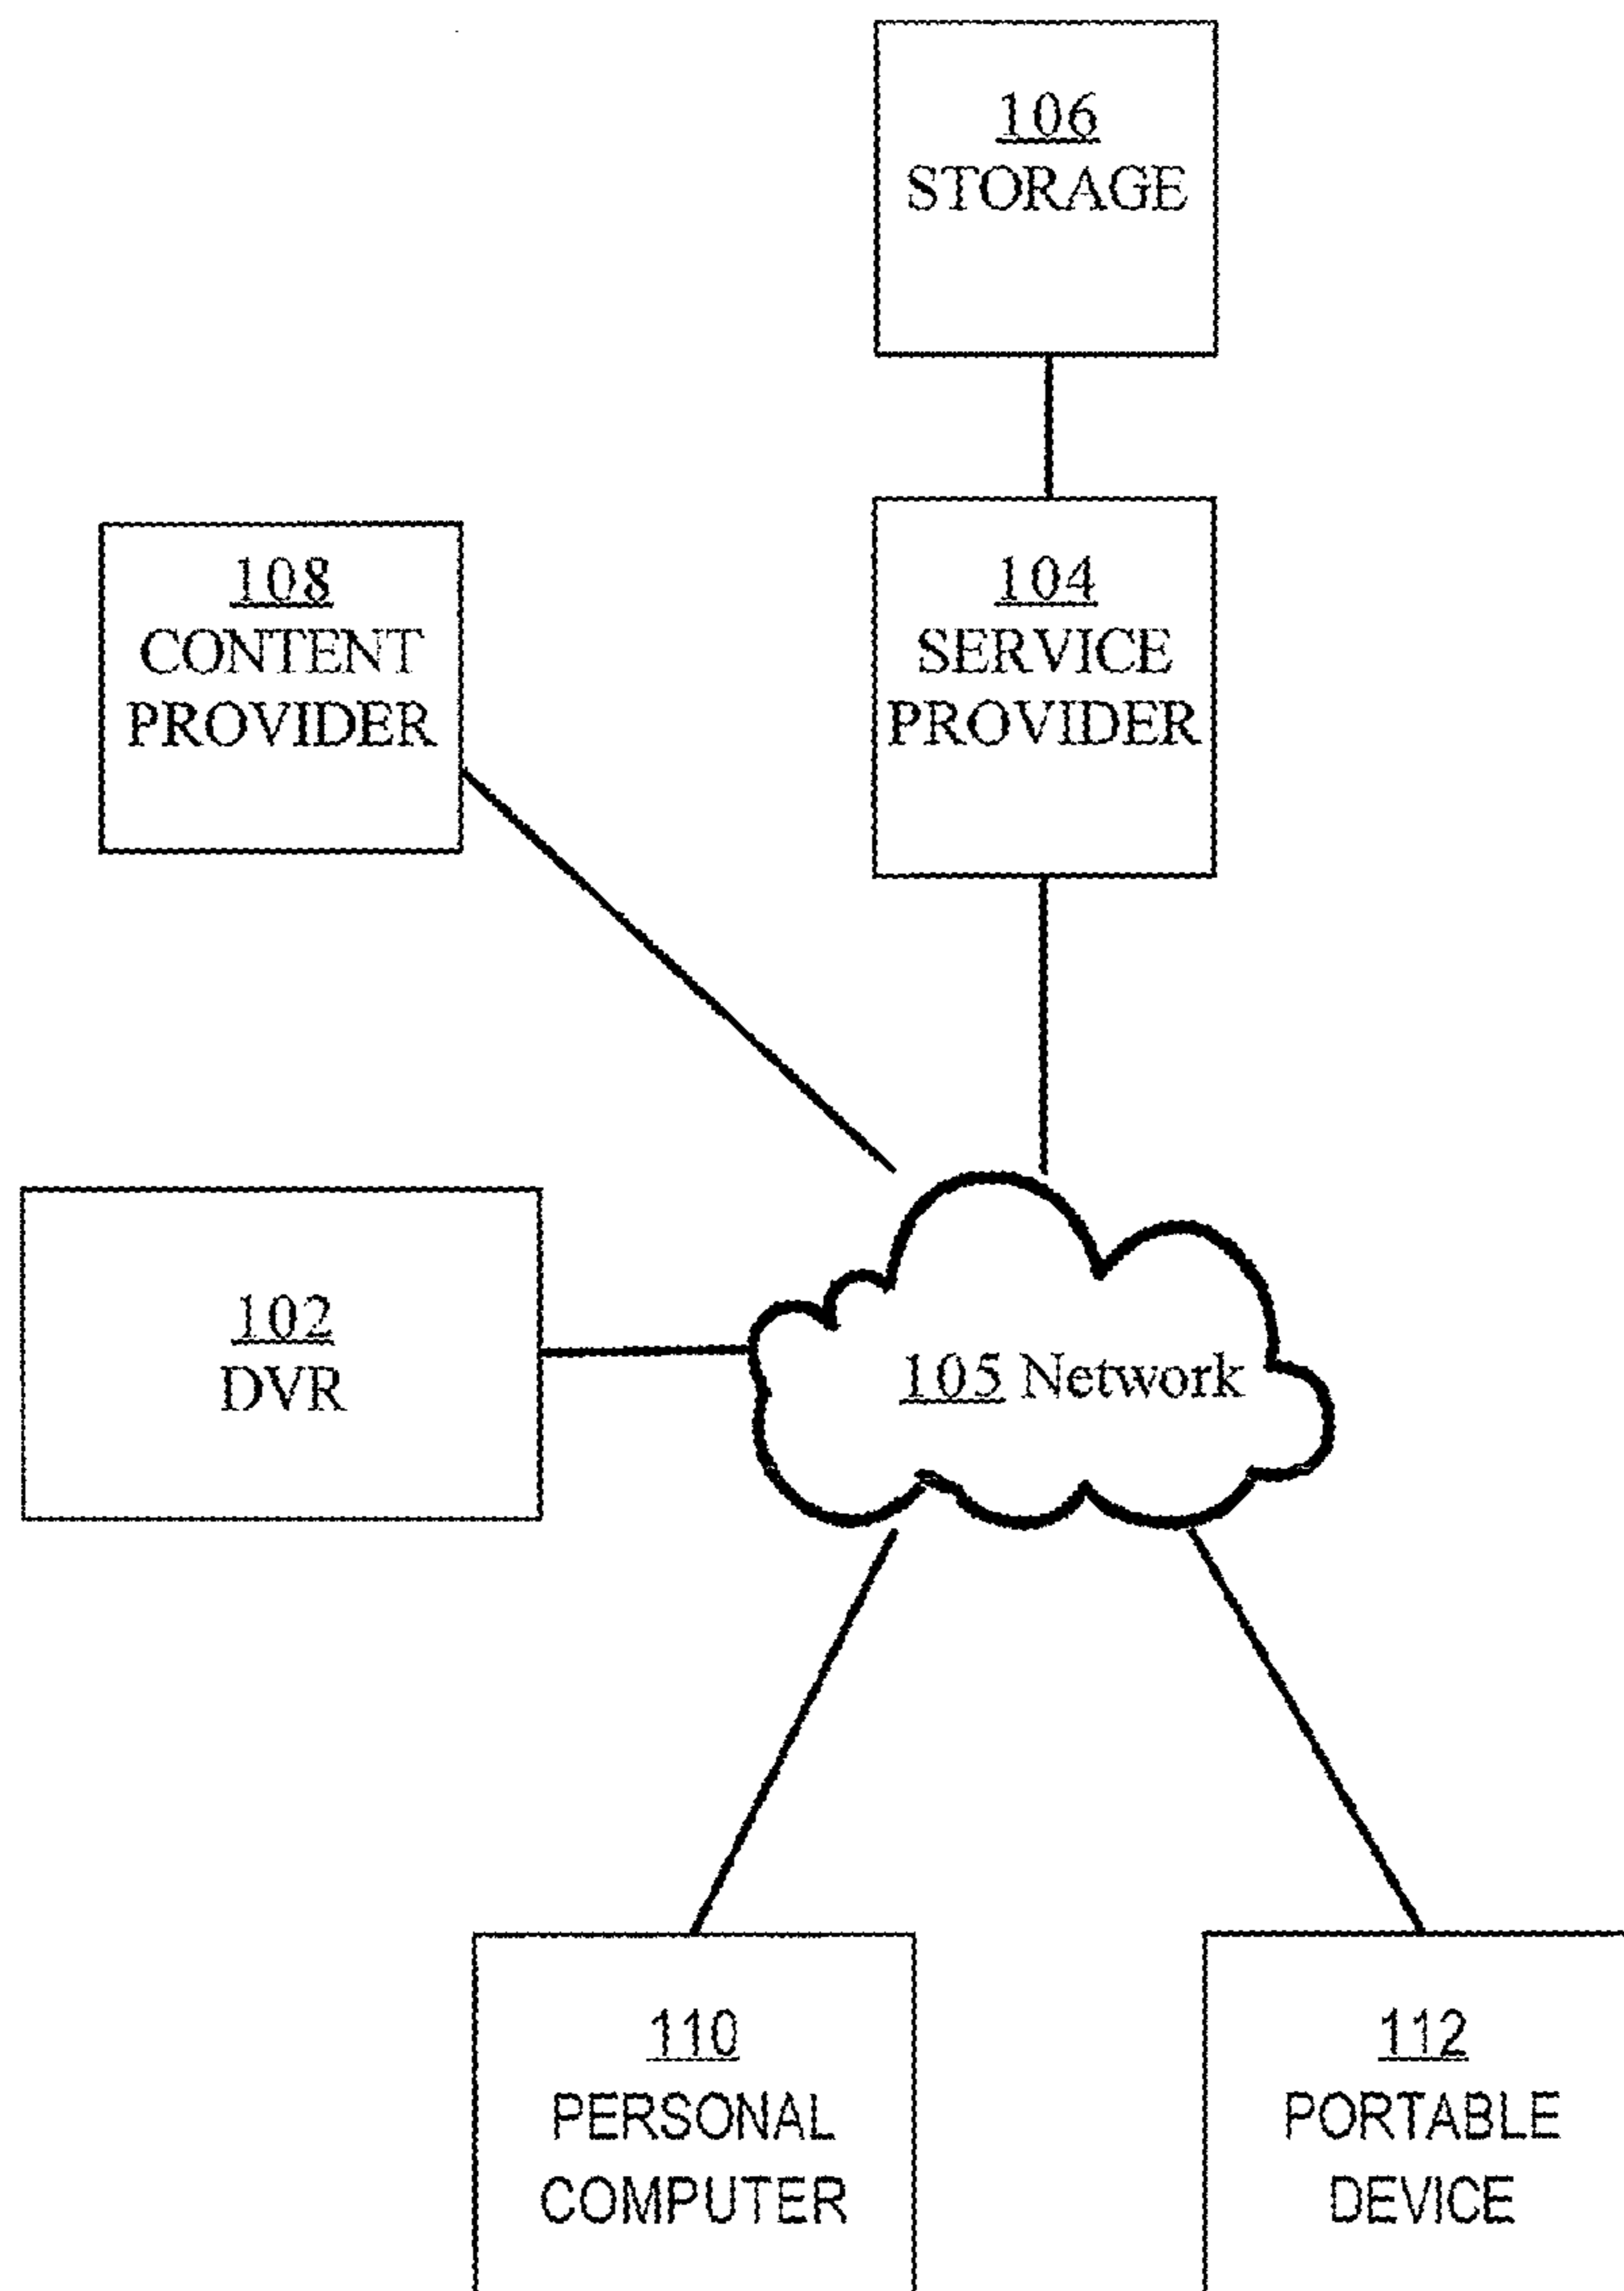 106
STORAGE
108
CONTENT
PROVIDER
104
SERVICE
PROVIDER
102
DVR
105 Network
110
PERSONAL
COMPUTER
112
PORTABLE
DEVICE